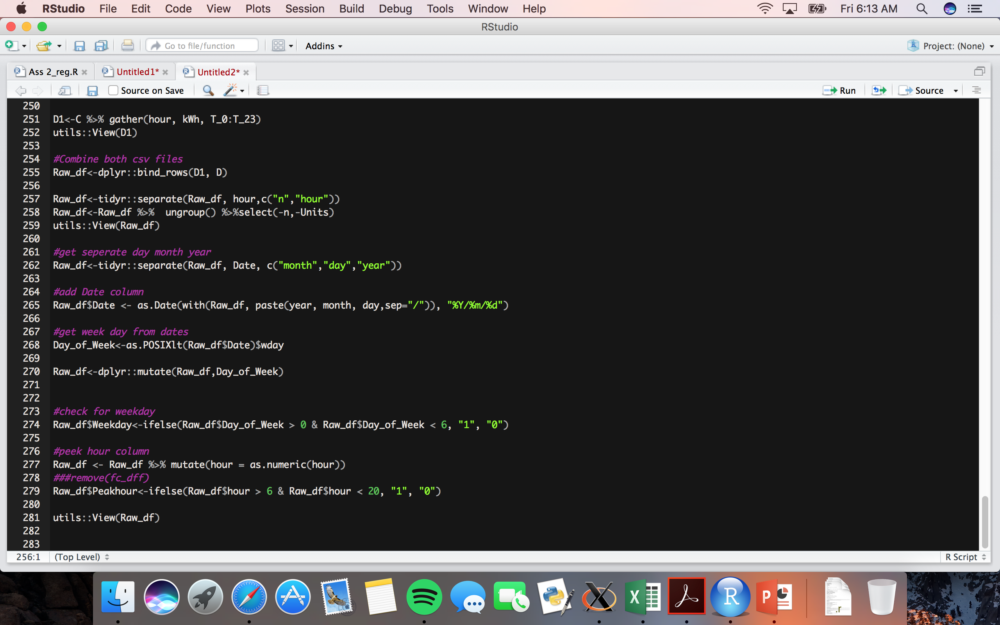 RStudio File Edit Code View Plots Session Build Debug Tools Window Help Fri 6:13 AM
RStudio
Go to file/function Addins Project: (None)
Ass 2_reg.R Untitled1* Untitled2*
Source on Save Run Source
250
251 D1<-C %>% gather(hour, kWh, T_0:T_23)
252 utils::View(D1)
253
254 #Combine both csv files
255 Raw_df<-dplyr::bind_rows(D1, D)
256
257 Raw_df<-tidyr::separate(Raw_df, hour,c("n","hour"))
258 Raw_df<-Raw_df %>%  ungroup() %>%select(-n,-Units)
259 utils::View(Raw_df)
260
261 #get seperate day month year
262 Raw_df<-tidyr::separate(Raw_df, Date, c("month","day","year"))
263
264 #add Date column
265 Raw_df$Date <- as.Date(with(Raw_df, paste(year, month, day,sep="/")), "%Y/%m/%d")
266
267 #get week day from dates
268 Day_of_Week<-as.POSIXlt(Raw_df$Date)$wday
269
270 Raw_df<-dplyr::mutate(Raw_df,Day_of_Week)
271
272
273 #check for weekday
274 Raw_df$Weekday<-ifelse(Raw_df$Day_of_Week > 0 & Raw_df$Day_of_Week < 6, "1", "0")
275
276 #peek hour column
277 Raw_df <- Raw_df %>% mutate(hour = as.numeric(hour))
278 ###remove(fc_dff)
279 Raw_df$Peakhour<-ifelse(Raw_df$hour > 6 & Raw_df$hour < 20, "1", "0")
280
281 utils::View(Raw_df)
282
283
256:1 (Top Level) R Script
X R P .r